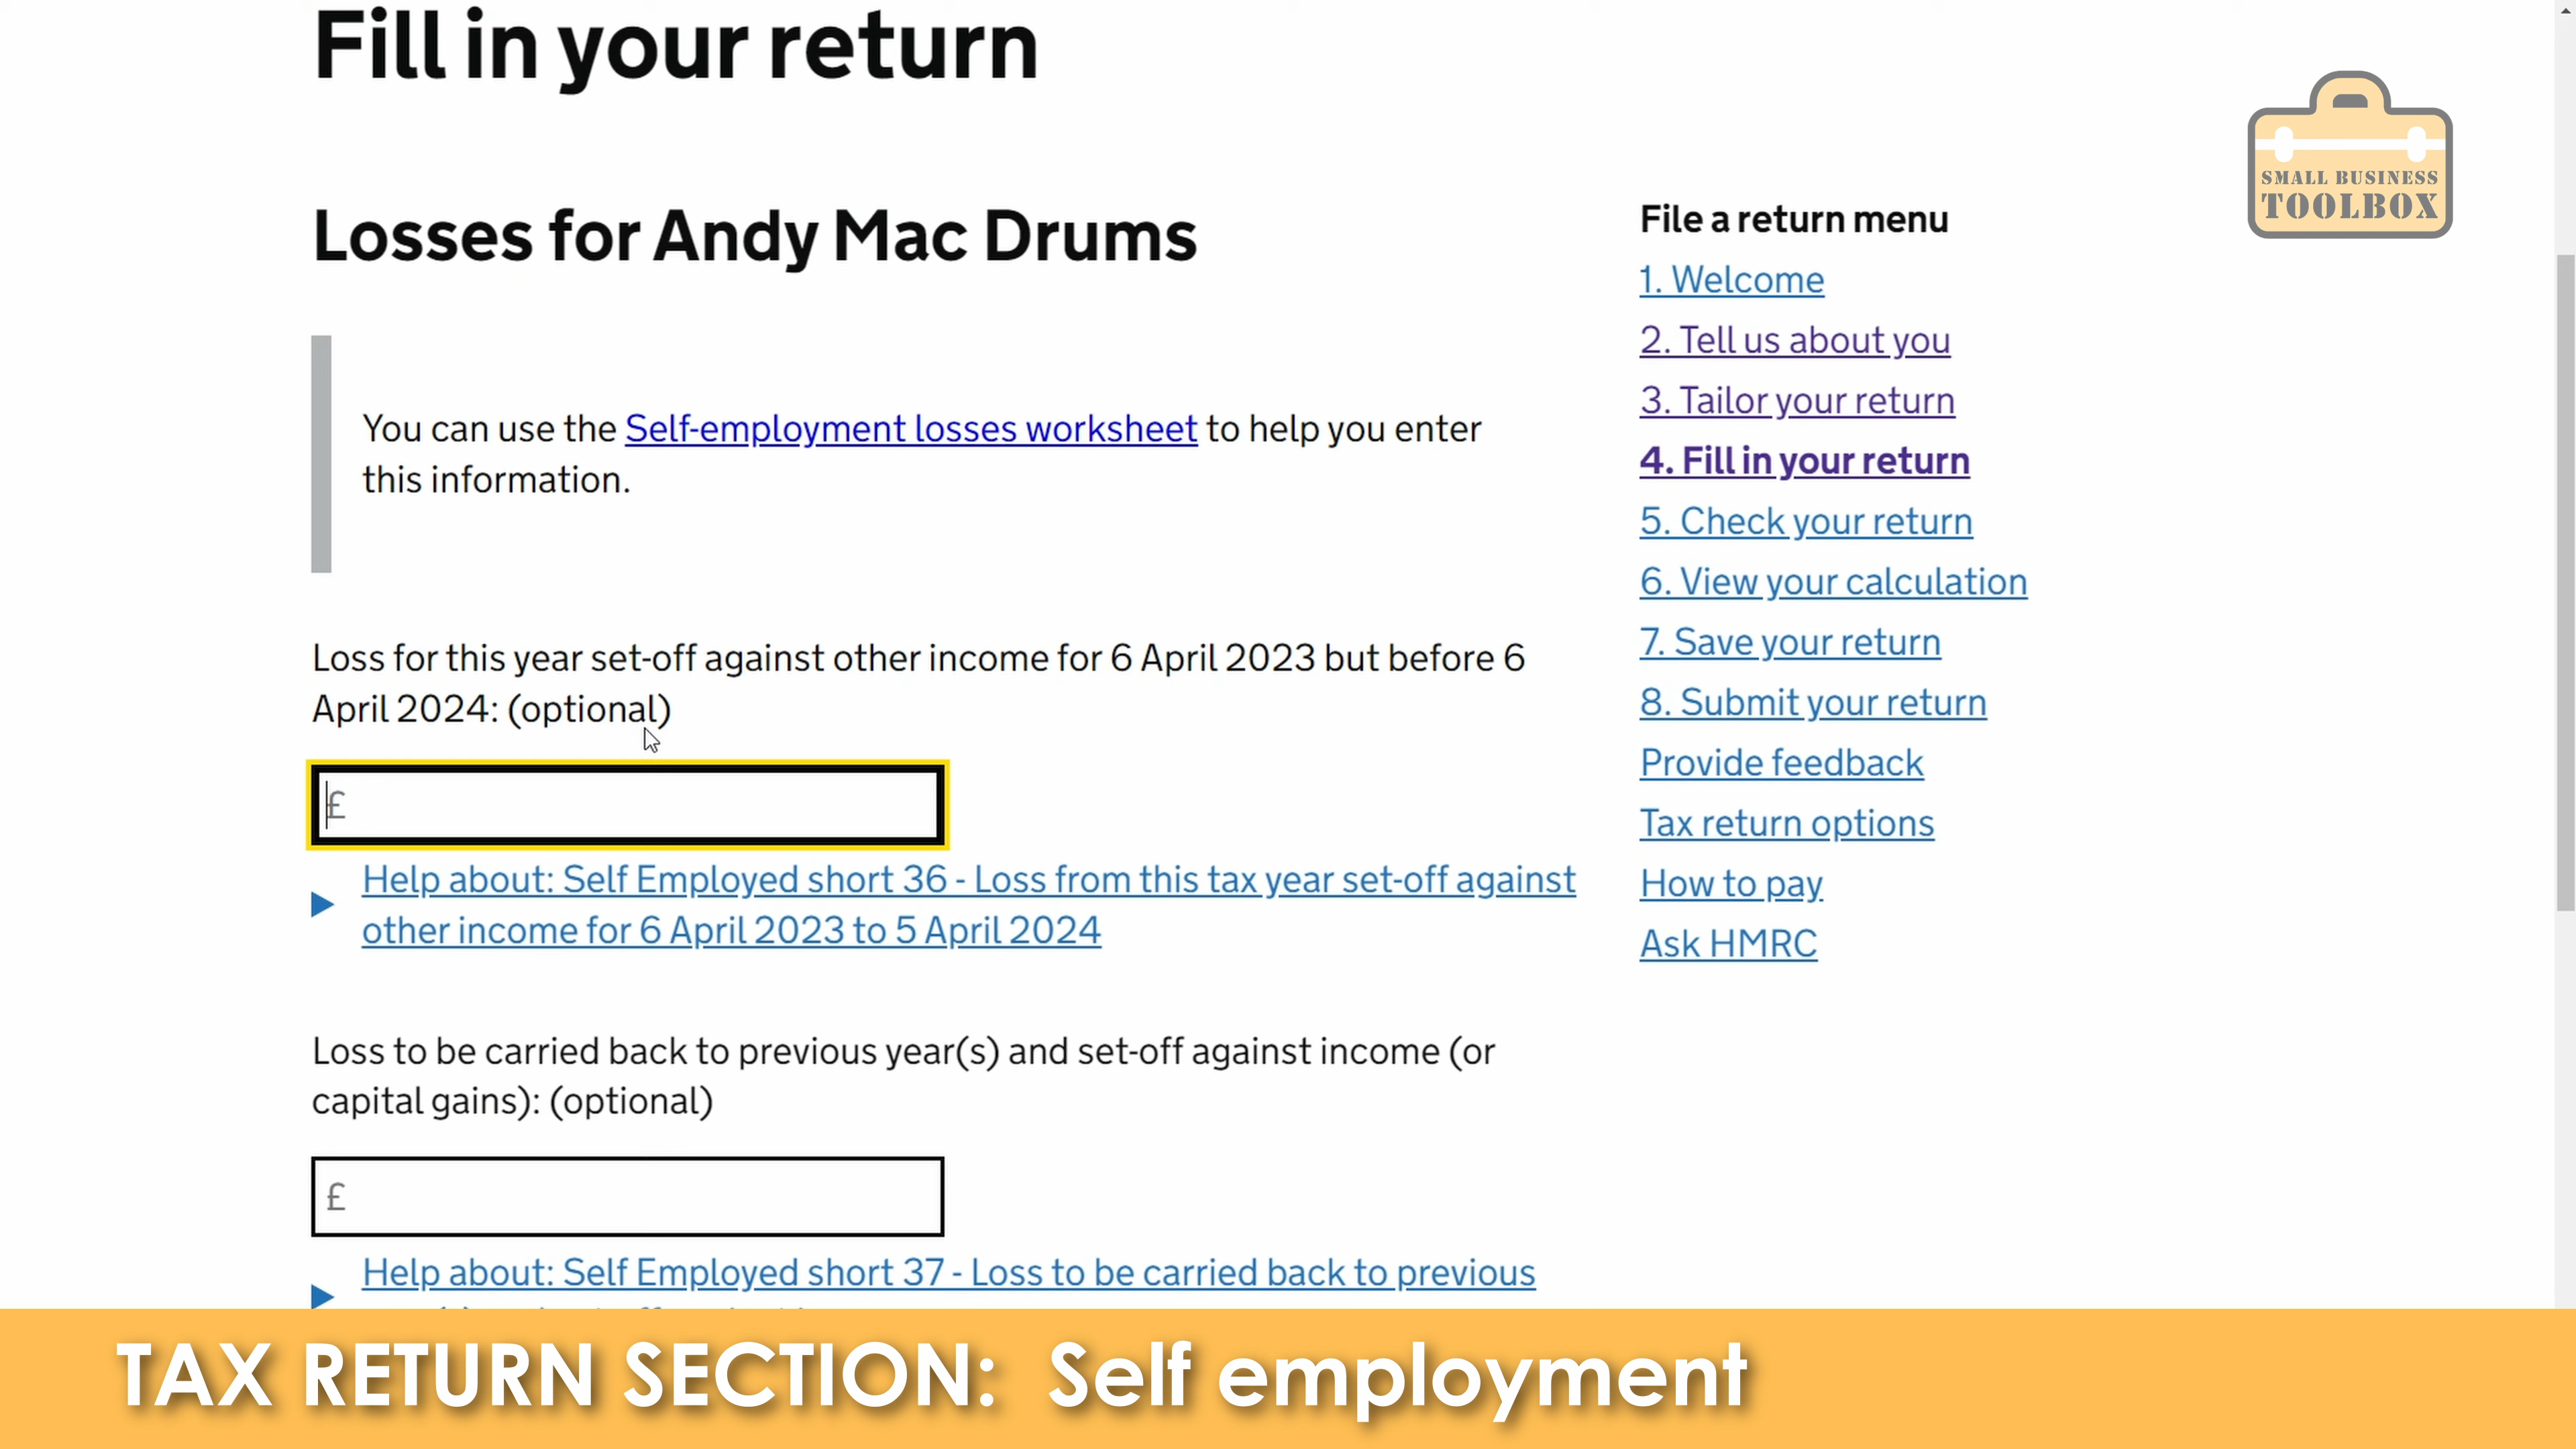 Fill in your return
SMALL BUSINESS
TOOLBOX
Losses for Andy Mac Drums
You can use the Self-employment losses worksheet to help you enter
this information.
Loss for this year set-off against other income for 6 April 2023 but before 6
April 2024: (optional)
£
Help about: Self Employed short 36 - Loss from this tax year set-off against
other income for 6 April 2023 to 5 April 2024
Loss to be carried back to previous year(s) and set-off against income (or
capital gains): (optional)
£
Help about: Self Employed short 37 - Loss to be carried back to previous
File a return menu
1. Welcome
2. Tell us about you
3. Tailor your return
4. Fill in your return
5. Check your return
6. View your calculation
7. Save your return
8. Submit your return
Provide feedback
Tax return options
How to pay
Ask HMRC
TAX RETURN SECTION: Self employment